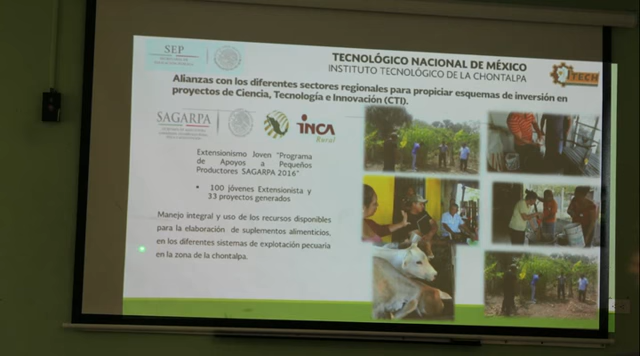 SEP
TECNOLÓGICO NACIONAL DE MÉXICO
INSTITUTO TECNOLÓGICO DE LA CHONTALPA
TECH
Alianzas con los diferentes sectores regionales para propiciar esquemas de inversión en
proyectos de Ciencia, Tecnología e Innovación (CTI).
SAGARPA
INCA
Rural
Extensionismo Joven "Programa
de Apoyos a Pequeños
Productores SAGARPA 2016"
• 100 jóvenes Extensionista y
33 proyectos generados
Manejo integral y uso de los recursos disponibles
para la elaboración de suplementos alimenticios,
en los diferentes sistemas de explotación pecuaria
en la zona de la chontalpa.